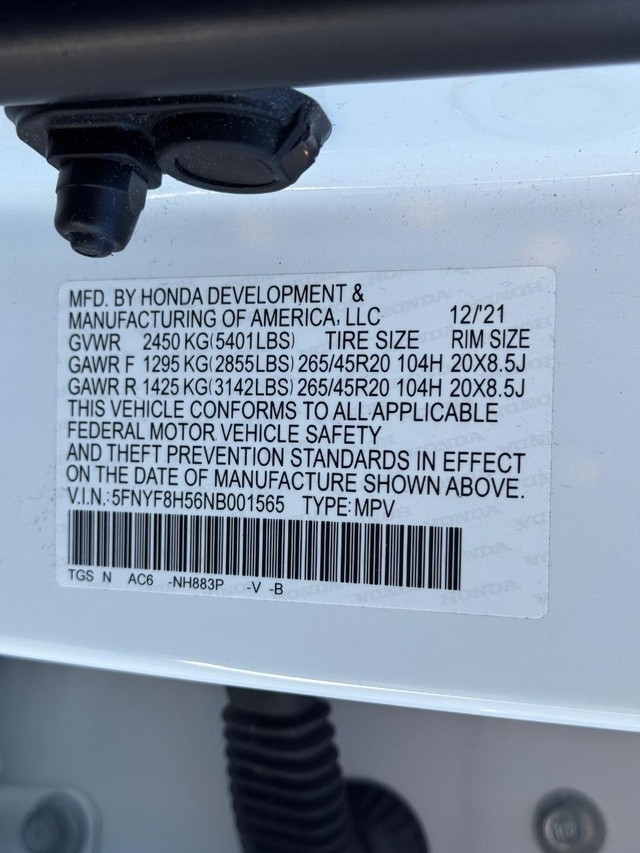 MFD. BY HONDA DEVELOPMENT &
MANUFACTURING OF AMERICA, LLC 12/'21
GVWR 2450 KG(5401LBS) TIRE SIZE RIM SIZE
GAWR F 1295 KG(2855LBS) 265/45R20 104H 20X8.5J
GAWR R 1425 KG(3142LBS) 265/45R20 104H 20X8.5J
THIS VEHICLE CONFORMS TO ALL APPLICABLE
FEDERAL MOTOR VEHICLE SAFETY
AND THEFT PREVENTION STANDARDS IN EFFECT
ON THE DATE OF MANUFACTURE SHOWN ABOVE.
V.I.N.:5FNYF8H56NB001565 TYPE:MPV
TGS N AC6 -NH883P -V -B